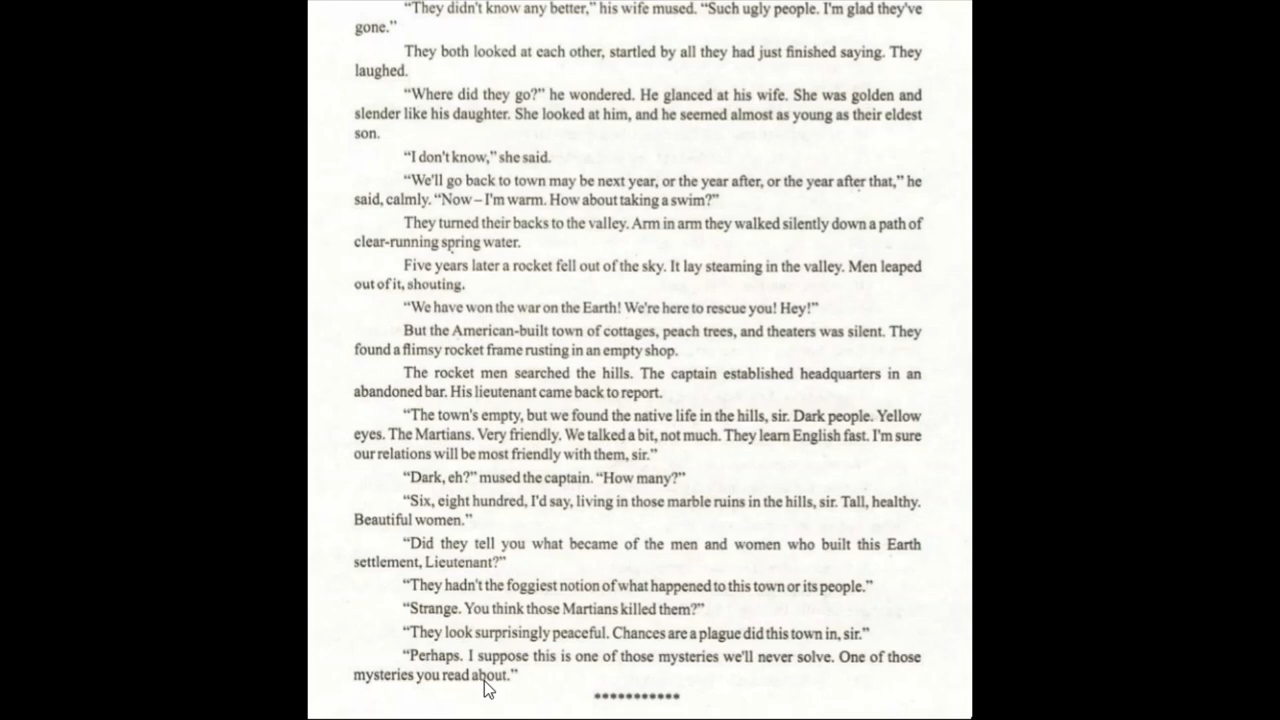 “They didn't know any better,” his wife mused. “Such ugly people. I'm glad they've
gone.”
They both looked at each other, startled by all they had just finished saying. They
laughed.
“Where did they go?” he wondered. He glanced at his wife. She was golden and
slender like his daughter. She looked at him, and he seemed almost as young as their eldest
son.
“I don't know,” she said.
“We'll go back to town may be next year, or the year after, or the year after that,” he
said, calmly. “Now – I'm warm. How about taking a swim?”
They turned their backs to the valley. Arm in arm they walked silently down a path of
clear-running spring water.
Five years later a rocket fell out of the sky. It lay steaming in the valley. Men leaped
out of it, shouting.
“We have won the war on the Earth! We're here to rescue you! Hey!”
But the American-built town of cottages, peach trees, and theaters was silent. They
found a flimsy rocket frame rusting in an empty shop.
The rocket men searched the hills. The captain established headquarters in an
abandoned bar. His lieutenant came back to report.
“The town's empty, but we found the native life in the hills, sir. Dark people. Yellow
eyes. The Martians. Very friendly. We talked a bit, not much. They learn English fast. I'm sure
our relations will be most friendly with them, sir.”
“Dark, eh?” mused the captain. “How many?”
“Six, eight hundred, I'd say, living in those marble ruins in the hills, sir. Tall, healthy.
Beautiful women.”
“Did they tell you what became of the men and women who built this Earth
settlement, Lieutenant?”
“They hadn't the foggiest notion of what happened to this town or its people.”
“Strange. You think those Martians killed them?”
“They look surprisingly peaceful. Chances are a plague did this town in, sir.”
“Perhaps. I suppose this is one of those mysteries we'll never solve. One of those
mysteries you read about.”
***********